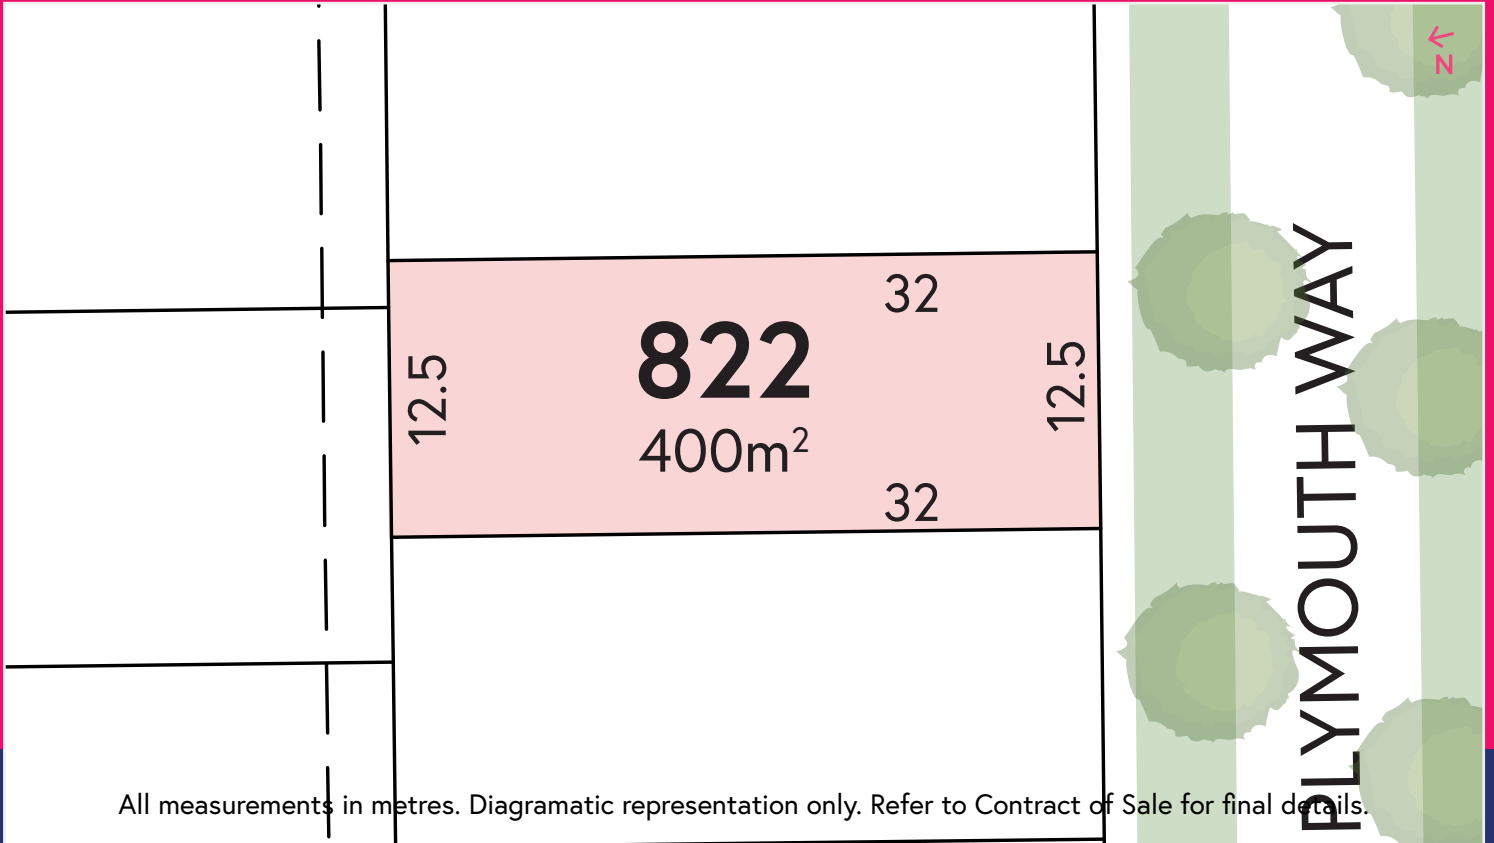 N
32
822
12.5
12.5
400m²
32
PLYMOUTH WAY
All measurements in metres. Diagramatic representation only. Refer to Contract of Sale for final details.